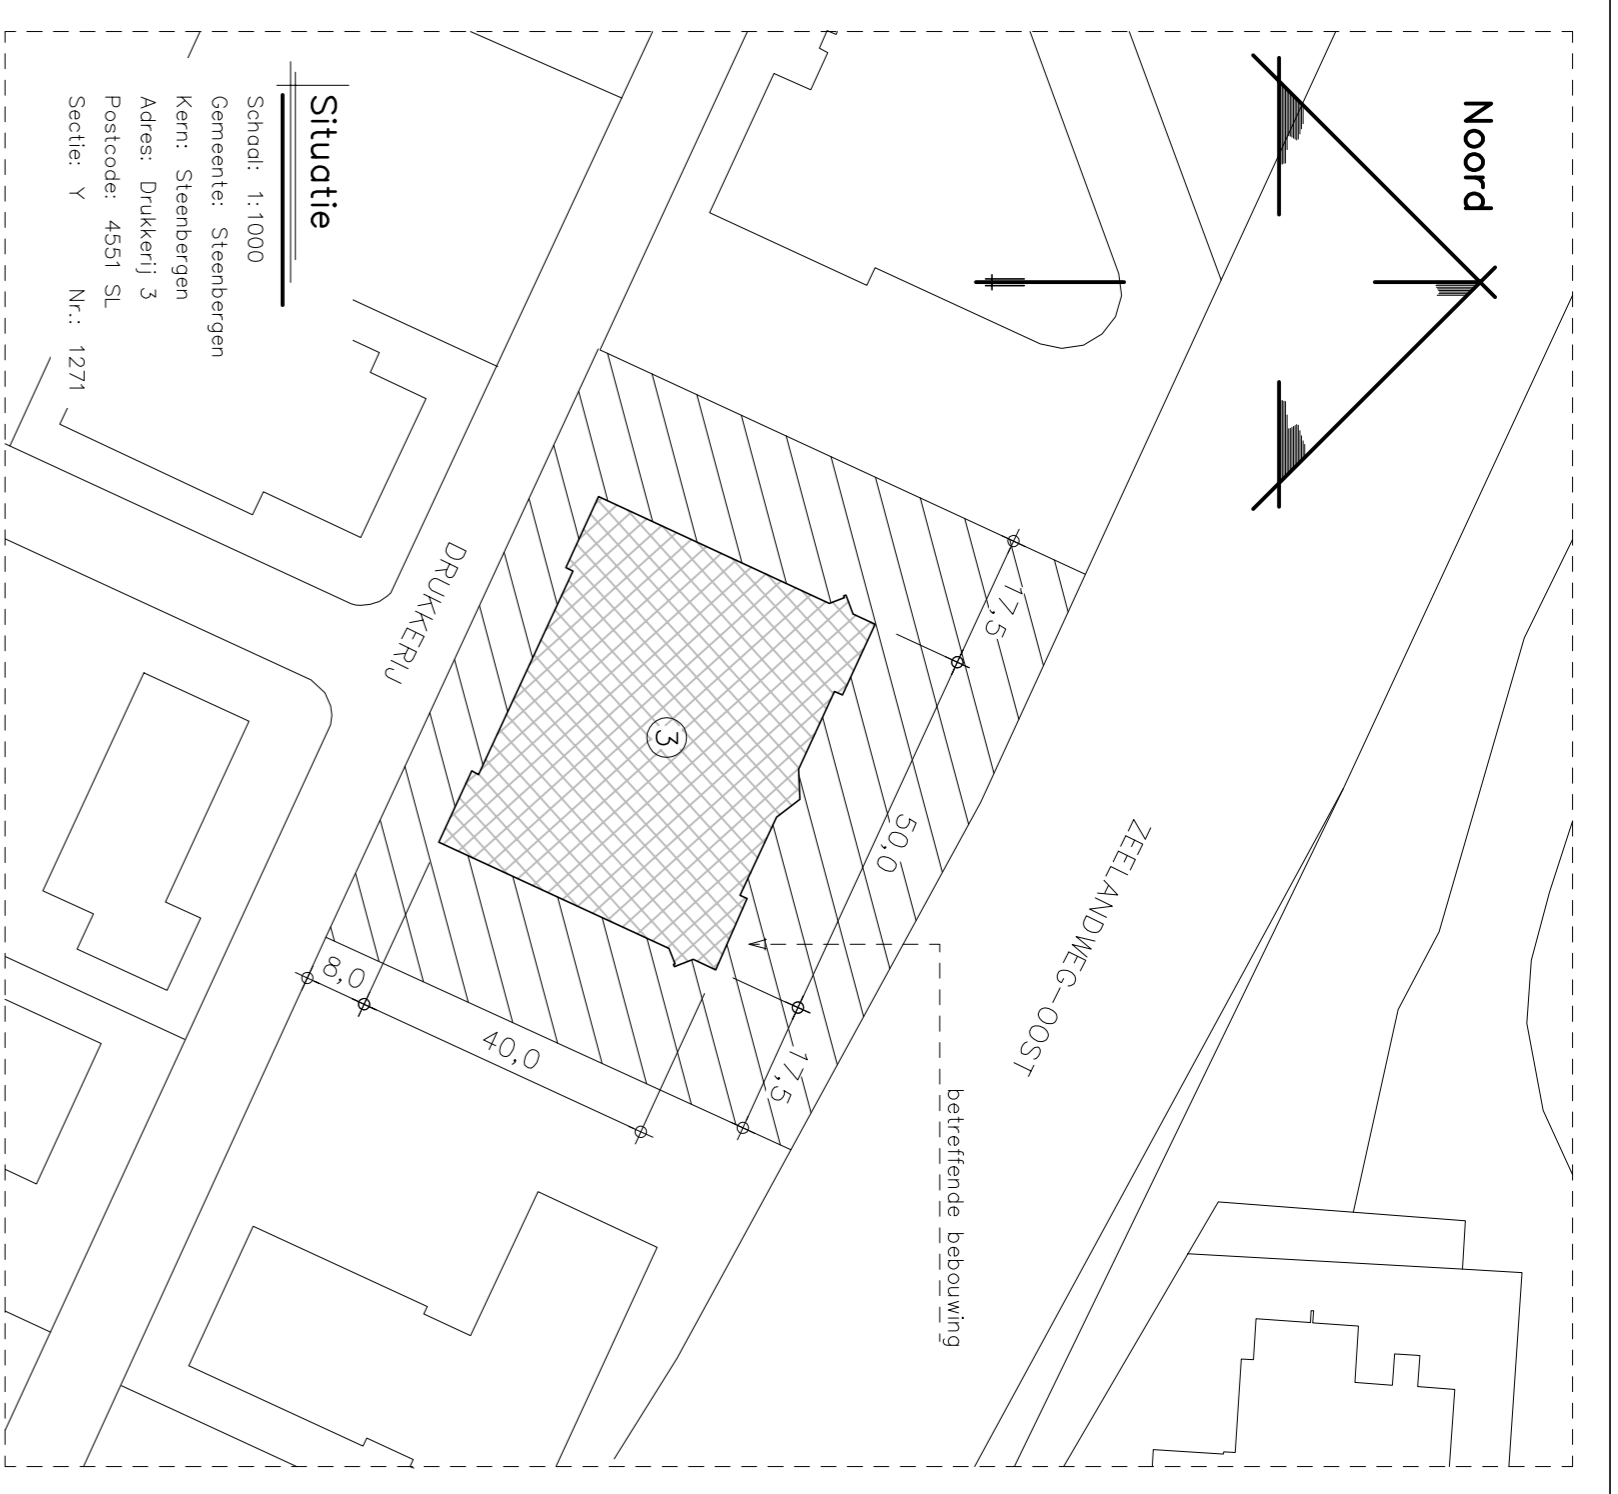 Noord
Situatie
Schaal: 1:1000
Gemeente: Steenbergen
Kern: Steenbergen
Adres: Drukkerij 3
Postcode: 4551 SL
Sectie: Y Nr.: 1271
DRUKKERIJ
ZEELANDWEG-OOST
betreffende bebouwing
3
17,5
50,0
17,5
8,0
40,0